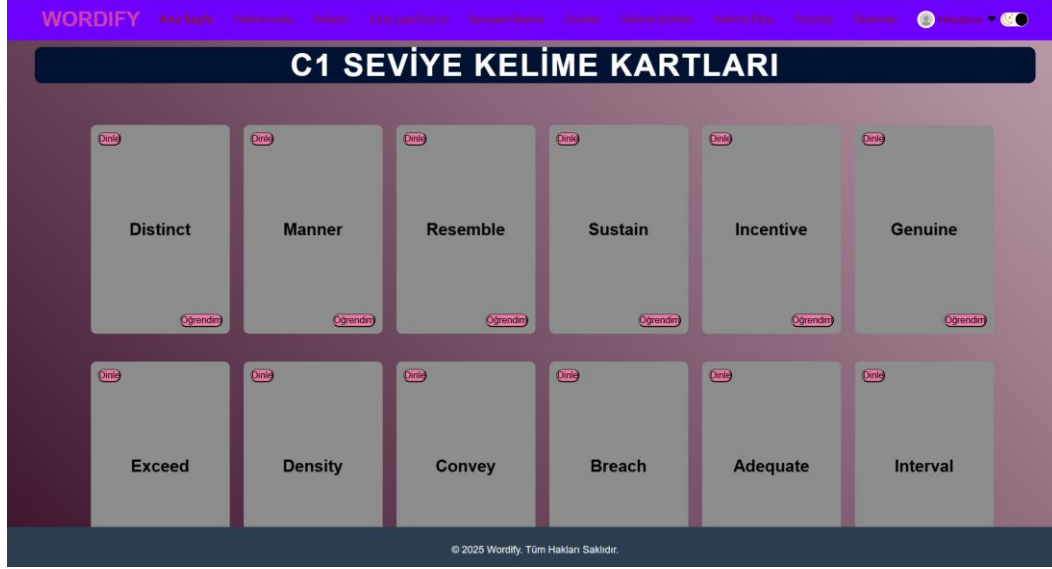 WORDIFY Ana Sayfa
C1 SEVİYE KELİME KARTLARI
Dinle Dinle Dinle Dinle Dinle Dinle
Distinct Manner Resemble Sustain Incentive Genuine
Öğrendim Öğrendim Öğrendim Öğrendim Öğrendim Öğrendim
Dinle Dinle Dinle Dinle Dinle Dinle
Exceed Density Convey Breach Adequate Interval
© 2025 Wordify. Tüm Hakları Saklıdır.